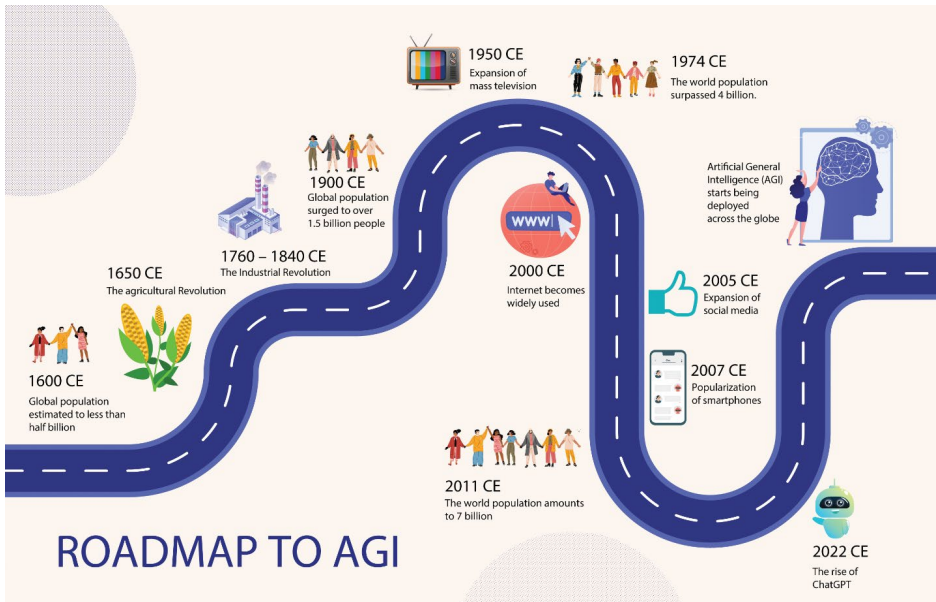 1600 CE
Global population
estimated to less than
half billion
1650 CE
The agricultural Revolution
1760 – 1840 CE
The Industrial Revolution
1900 CE
Global population
surged to over
1.5 billion people
1950 CE
Expansion of
mass television
1974 CE
The world population
surpassed 4 billion.
WWW
2000 CE
Internet becomes
widely used
2005 CE
Expansion of
social media
2007 CE
Popularization
of smartphones
2011 CE
The world population amounts
to 7 billion
2022 CE
The rise of
ChatGPT
Artificial General
Intelligence (AGI)
starts being
deployed
across the globe
ROADMAP TO AGI